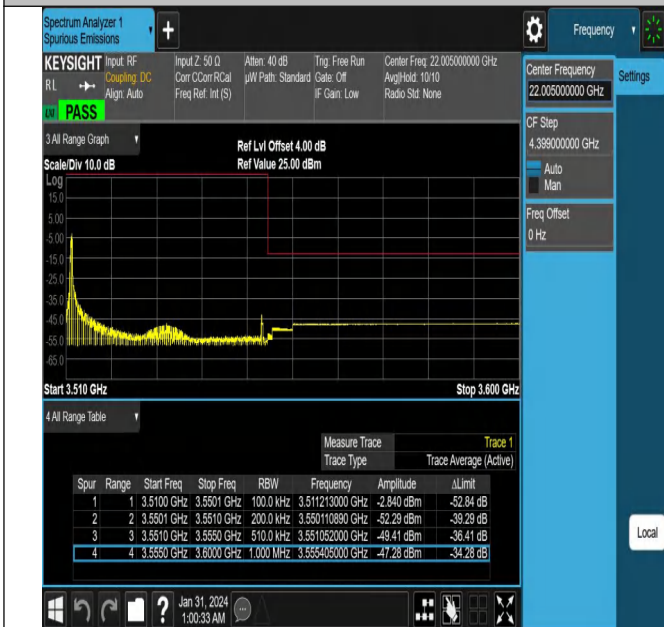 Spectrum Analyzer 1
Spurious Emissions
+
Frequency
KEYSIGHT
RL
Input: RF
Coupling: DC
Align: Auto
Input Z: 50 Ω
Corr CCorr RCal
Freq Ref: Int (S)
Atten: 40 dB
µW Path: Standard
Trig: Free Run
Gate: Off
IF Gain: Low
Center Freq: 22.005000000 GHz
Avg|Hold: 10/10
Radio Std: None
PASS
Center Frequency
22.005000000 GHz
Settings
CF Step
4.399000000 GHz
Auto
Man
Freq Offset
0 Hz
Local
3 All Range Graph
Ref Lvl Offset 4.00 dB
Scale/Div 10.0 dB
Ref Value 25.00 dBm
Log
15.0
5.00
-5.00
-15.0
-25.0
-35.0
-45.0
-55.0
-65.0
Start 3.510 GHz
Stop 3.600 GHz
4 All Range Table
Measure Trace Trace 1
Trace Type Trace Average (Active)
Spur Range Start Freq Stop Freq RBW Frequency Amplitude ΔLimit
1 1 3.5100 GHz 3.5501 GHz 100.0 kHz 3.511213000 GHz -2.840 dBm -52.84 dB
2 2 3.5501 GHz 3.5510 GHz 200.0 kHz 3.550110890 GHz -52.29 dBm -39.29 dB
3 3 3.5510 GHz 3.5550 GHz 510.0 kHz 3.551052000 GHz -49.41 dBm -36.41 dB
4 4 3.5550 GHz 3.6000 GHz 1.000 MHz 3.555405000 GHz -47.28 dBm -34.28 dB
?
Jan 31, 2024
1:00:33 AM